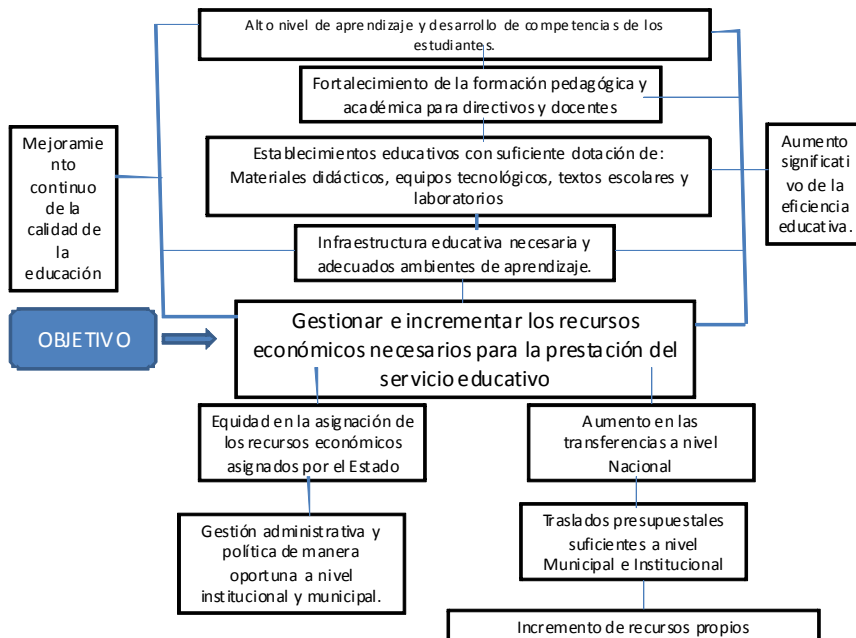 Alto nivel de aprendizaje y desarrollo de competencias de los
estudiantes.
Fortalecimiento de la formación pedagógica y
académica para directivos y docentes
Mejoramie
nto
continuo
de la
calidad de
la
educación
Establecimientos educativos con suficiente dotación de:
Materiales didácticos, equipos tecnológicos, textos escolares y
laboratorios
Aumento
significati
vo de la
eficiencia
educativa.
Infraestructura educativa necesaria y
adecuados ambientes de aprendizaje.
OBJETIVO
Gestionar e incrementar los recursos
económicos necesarios para la prestación del
servicio educativo
Equidad en la asignación de
los recursos económicos
asignados por el Estado
Aumento en las
transferencias a nivel
Nacional
Gestión administrativa y
política de manera
oportuna a nivel
institucional y municipal.
Traslados presupuestales
suficientes a nivel
Municipal e Institucional
Incremento de recursos propios